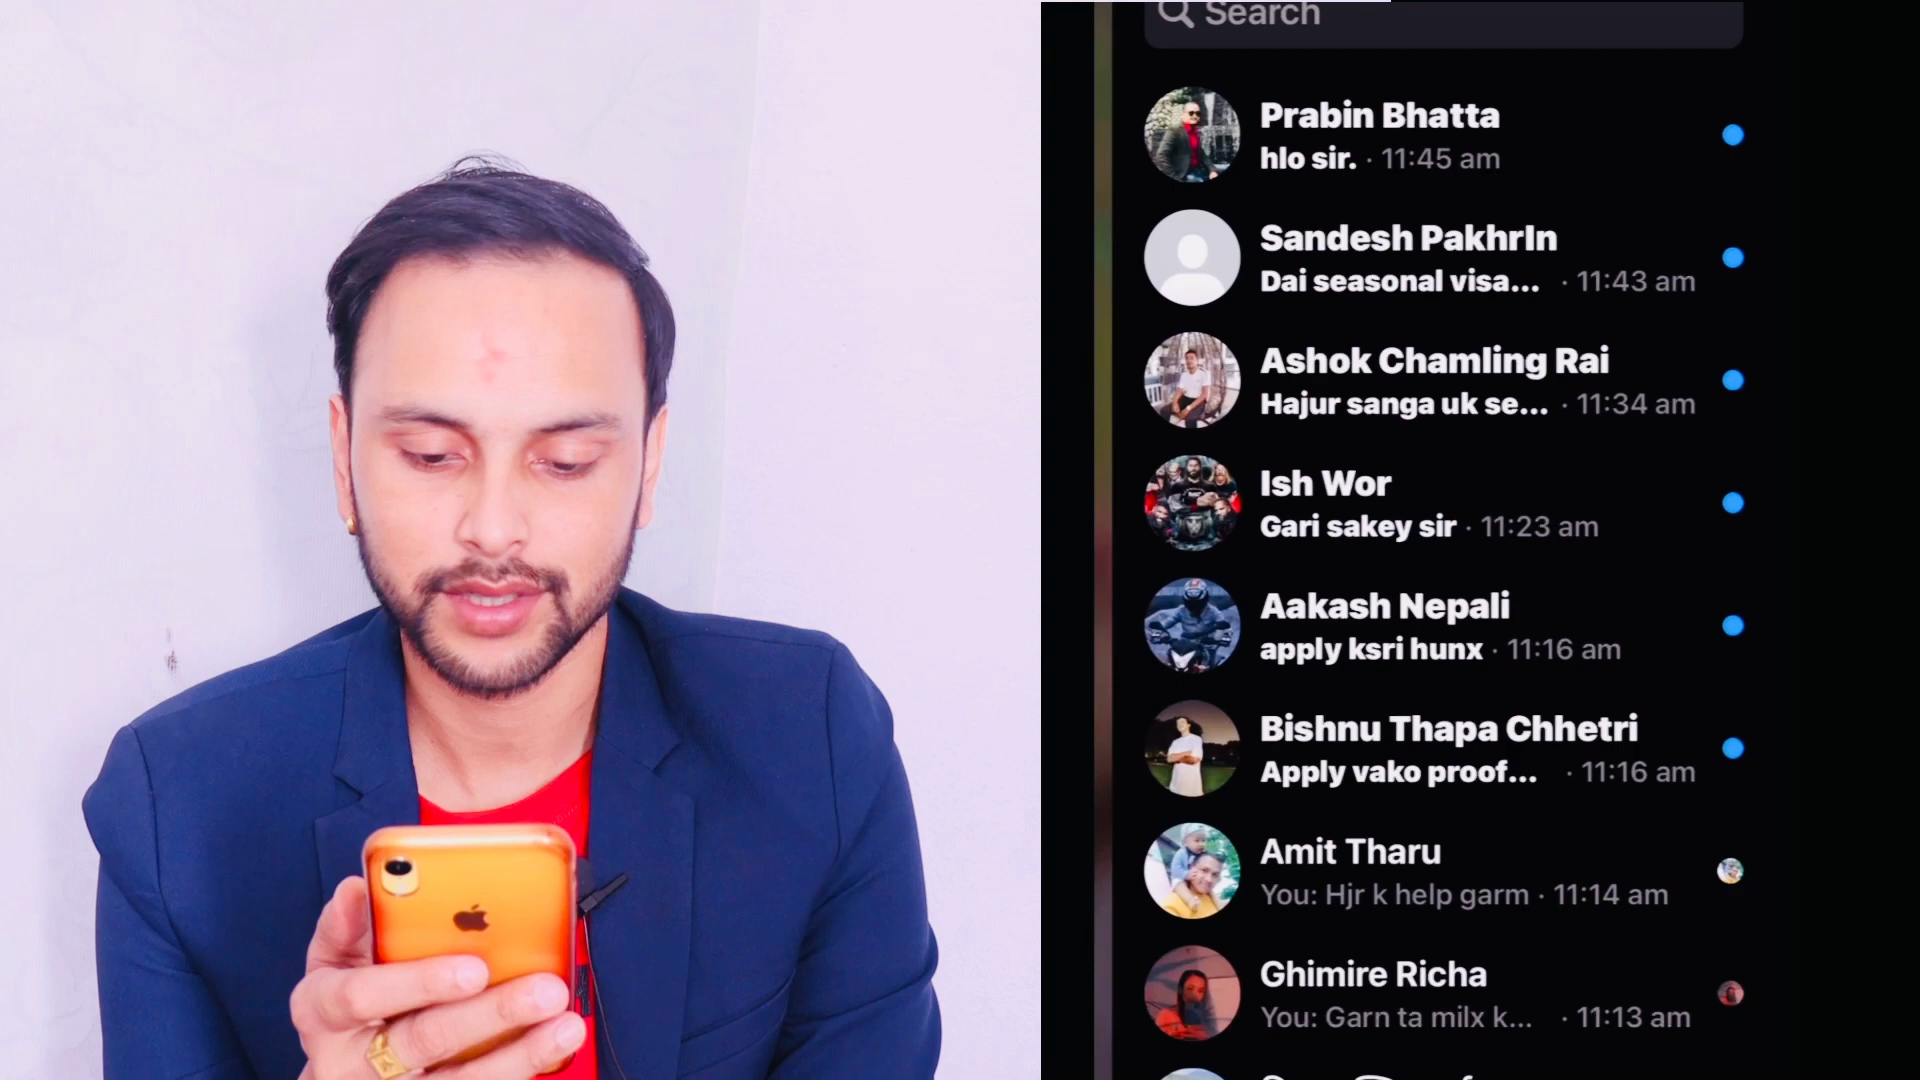 Search
Prabin Bhatta
hlo sir. · 11:45 am
Sandesh PakhrIn
Dai seasonal visa... · 11:43 am
Ashok Chamling Rai
Hajur sanga uk se... · 11:34 am
Ish Wor
Gari sakey sir · 11:23 am
Aakash Nepali
apply ksri hunx · 11:16 am
Bishnu Thapa Chhetri
Apply vako proof... · 11:16 am
Amit Tharu
You: Hjr k help garm · 11:14 am
Ghimire Richa
You: Garn ta milx k... · 11:13 am